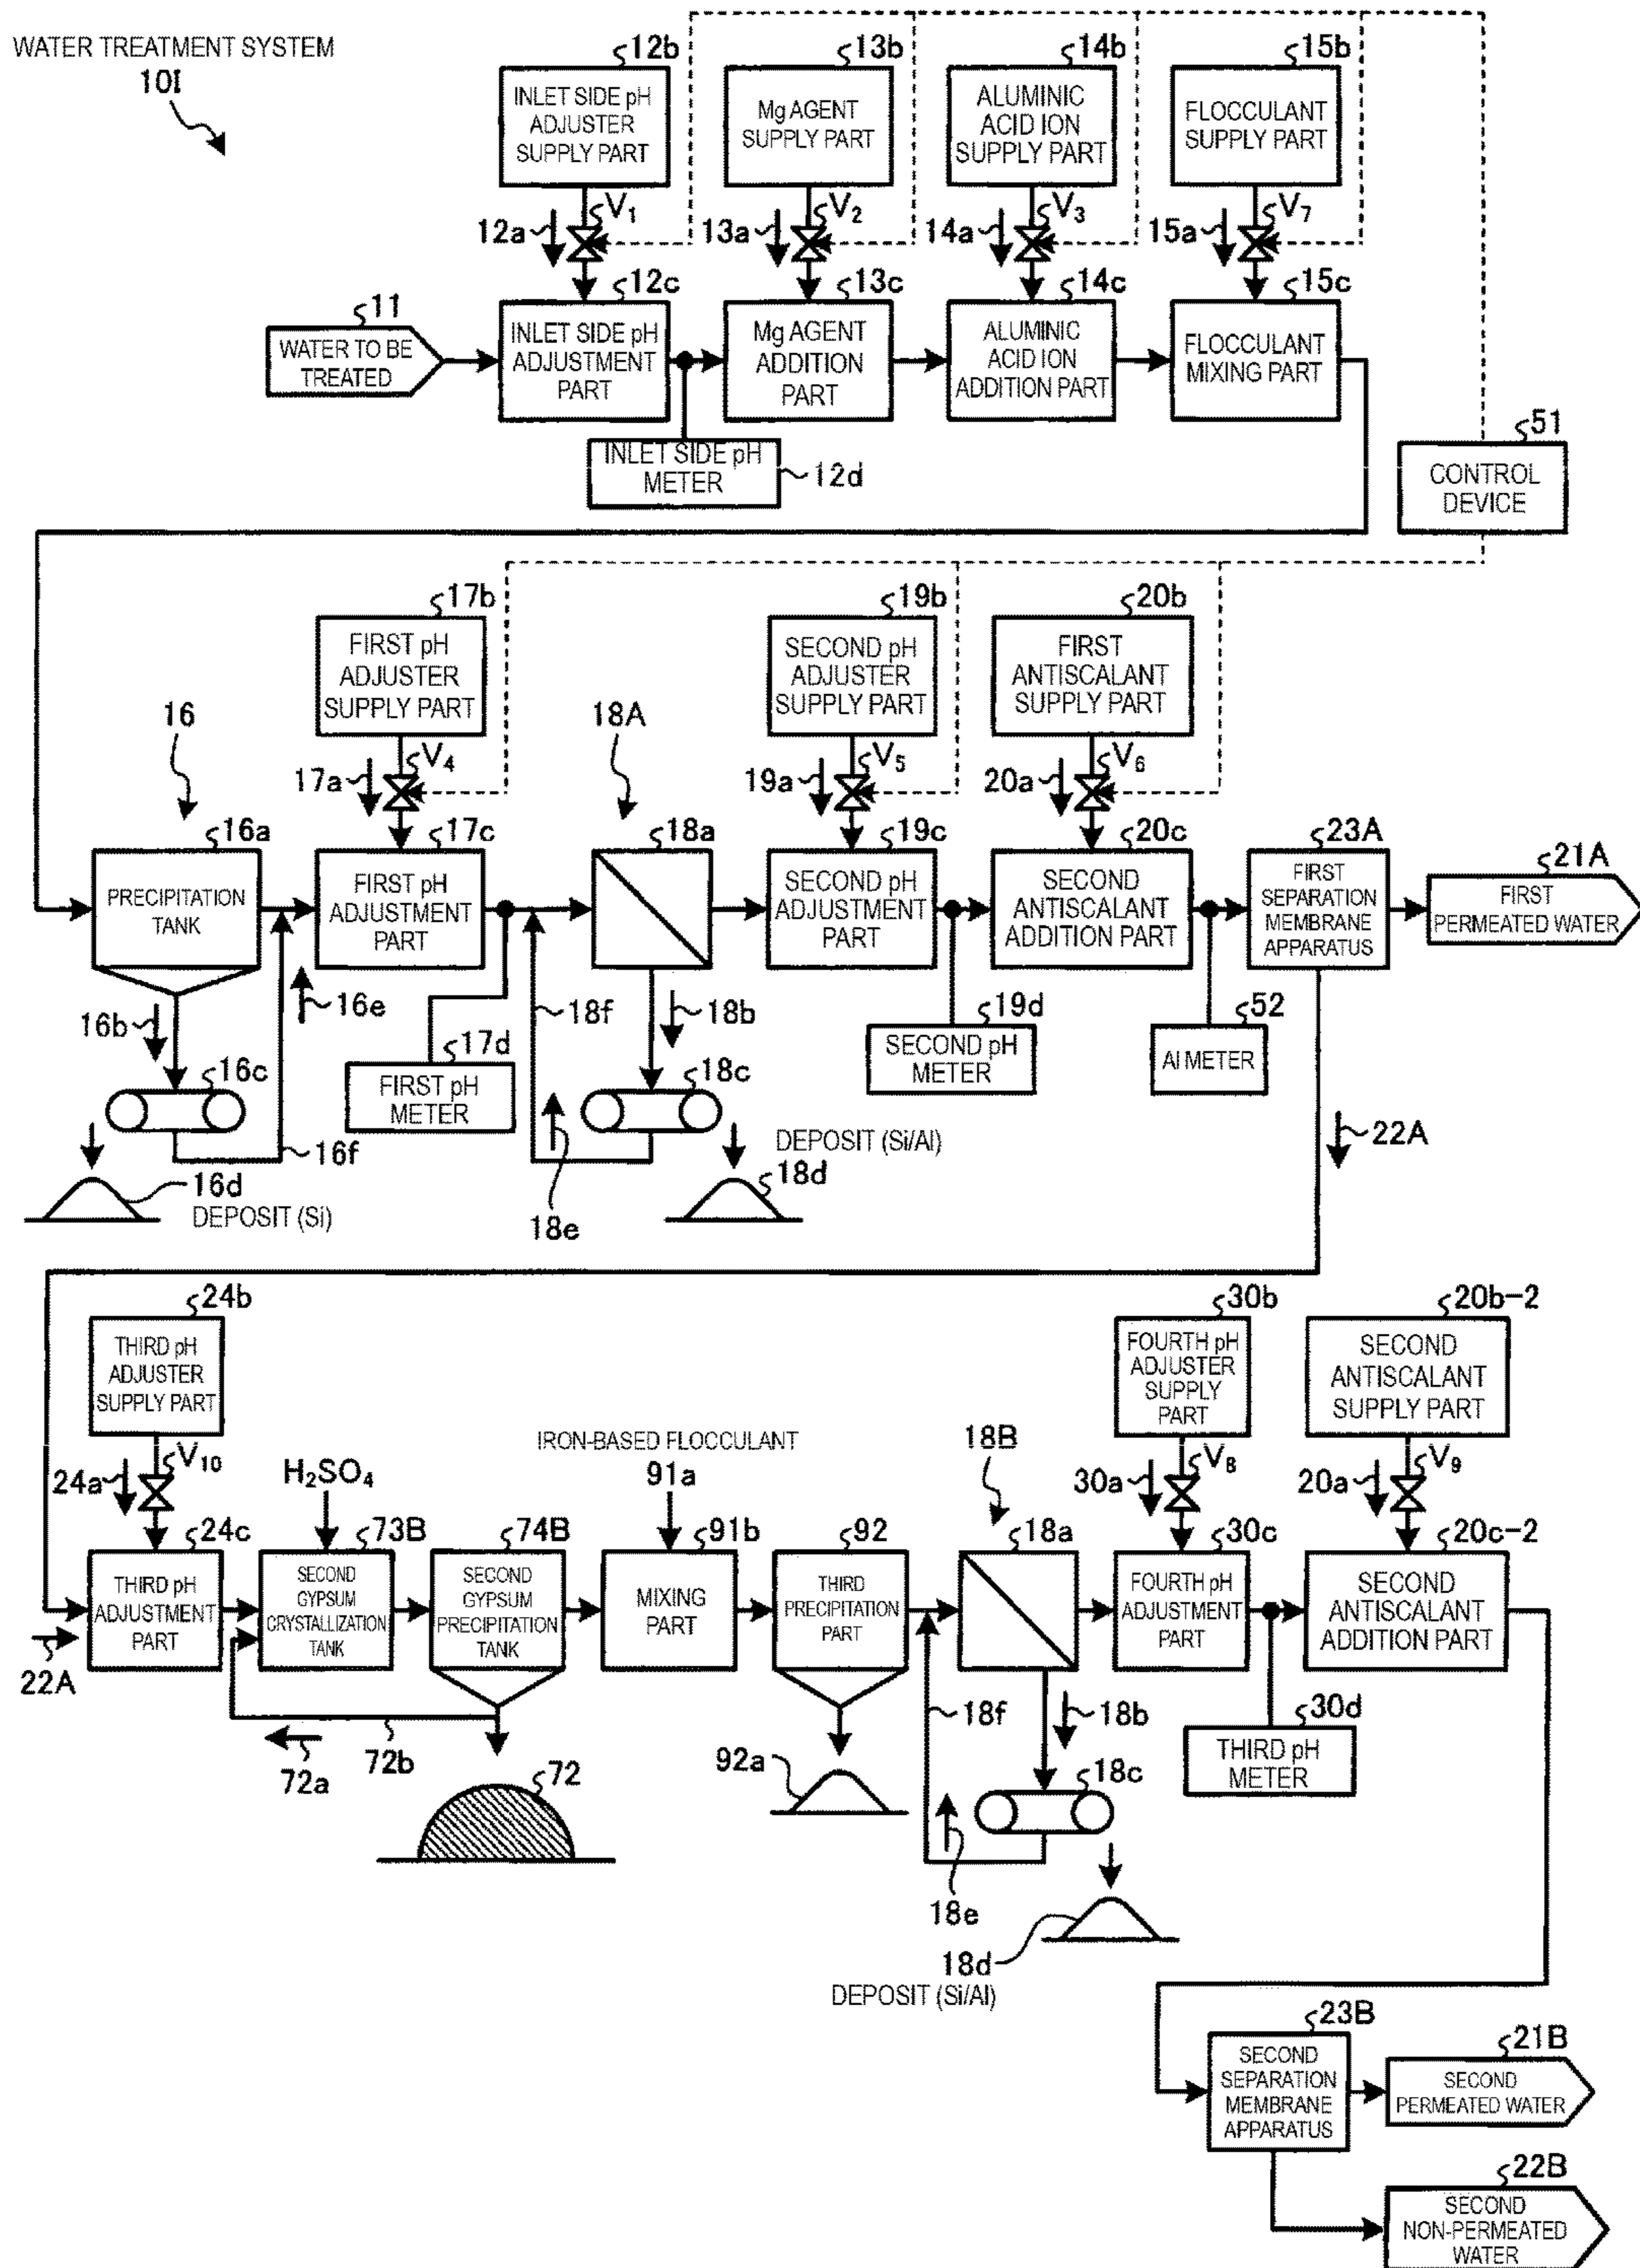 WATER TREATMENT SYSTEM
10I
12b
13b
14b
15b
INLET SIDE pH
ADJUSTER
SUPPLY PART
Mg AGENT
SUPPLY PART
ALUMINIC
ACID ION
SUPPLY PART
FLOCCULANT
SUPPLY PART
12a
V1
13a
V2
14a
V3
15a
V7
11
12c
13c
14c
15c
WATER TO BE
TREATED
INLET SIDE pH
ADJUSTMENT
PART
Mg AGENT
ADDITION
PART
ALUMINIC
ACID ION
ADDITION PART
FLOCCULANT
MIXING PART
INLET SIDE pH
METER
12d
51
CONTROL
DEVICE
17b
19b
20b
FIRST pH
ADJUSTER
SUPPLY PART
SECOND pH
ADJUSTER
SUPPLY PART
FIRST
ANTISCALANT
SUPPLY PART
16
18A
17a
V4
19a
V5
20a
V6
16a
17c
18a
19c
20c
23A
21A
PRECIPITATION
TANK
FIRST pH
ADJUSTMENT
PART
SECOND pH
ADJUSTMENT
PART
SECOND
ANTISCALANT
ADDITION PART
FIRST
SEPARATION
MEMBRANE
APPARATUS
FIRST
PERMEATED WATER
16b
16e
18f
18b
16c
17d
FIRST pH
METER
18c
19d
SECOND pH
METER
52
Al METER
16f
16d
DEPOSIT (Si)
18e
DEPOSIT (Si/Al)
18d
22A
24b
30b
20b-2
THIRD pH
ADJUSTER
SUPPLY PART
FOURTH pH
ADJUSTER
SUPPLY
PART
SECOND
ANTISCALANT
SUPPLY PART
24a
V10
H2SO4
IRON-BASED FLOCCULANT
91a
18B
30a
V8
20a
V9
24c
73B
74B
91b
92
18a
30c
20c-2
THIRD pH
ADJUSTMENT
PART
SECOND
GYPSUM
CRYSTALLIZATION
TANK
SECOND
GYPSUM
PRECIPITATION
TANK
MIXING
PART
THIRD
PRECIPITATION
PART
FOURTH pH
ADJUSTMENT
PART
SECOND
ANTISCALANT
ADDITION PART
22A
72a
72b
72
92a
18f
18b
18c
30d
THIRD pH
METER
18e
18d
DEPOSIT (Si/Al)
23B
21B
SECOND
SEPARATION
MEMBRANE
APPARATUS
SECOND
PERMEATED WATER
22B
SECOND
NON-PERMEATED
WATER